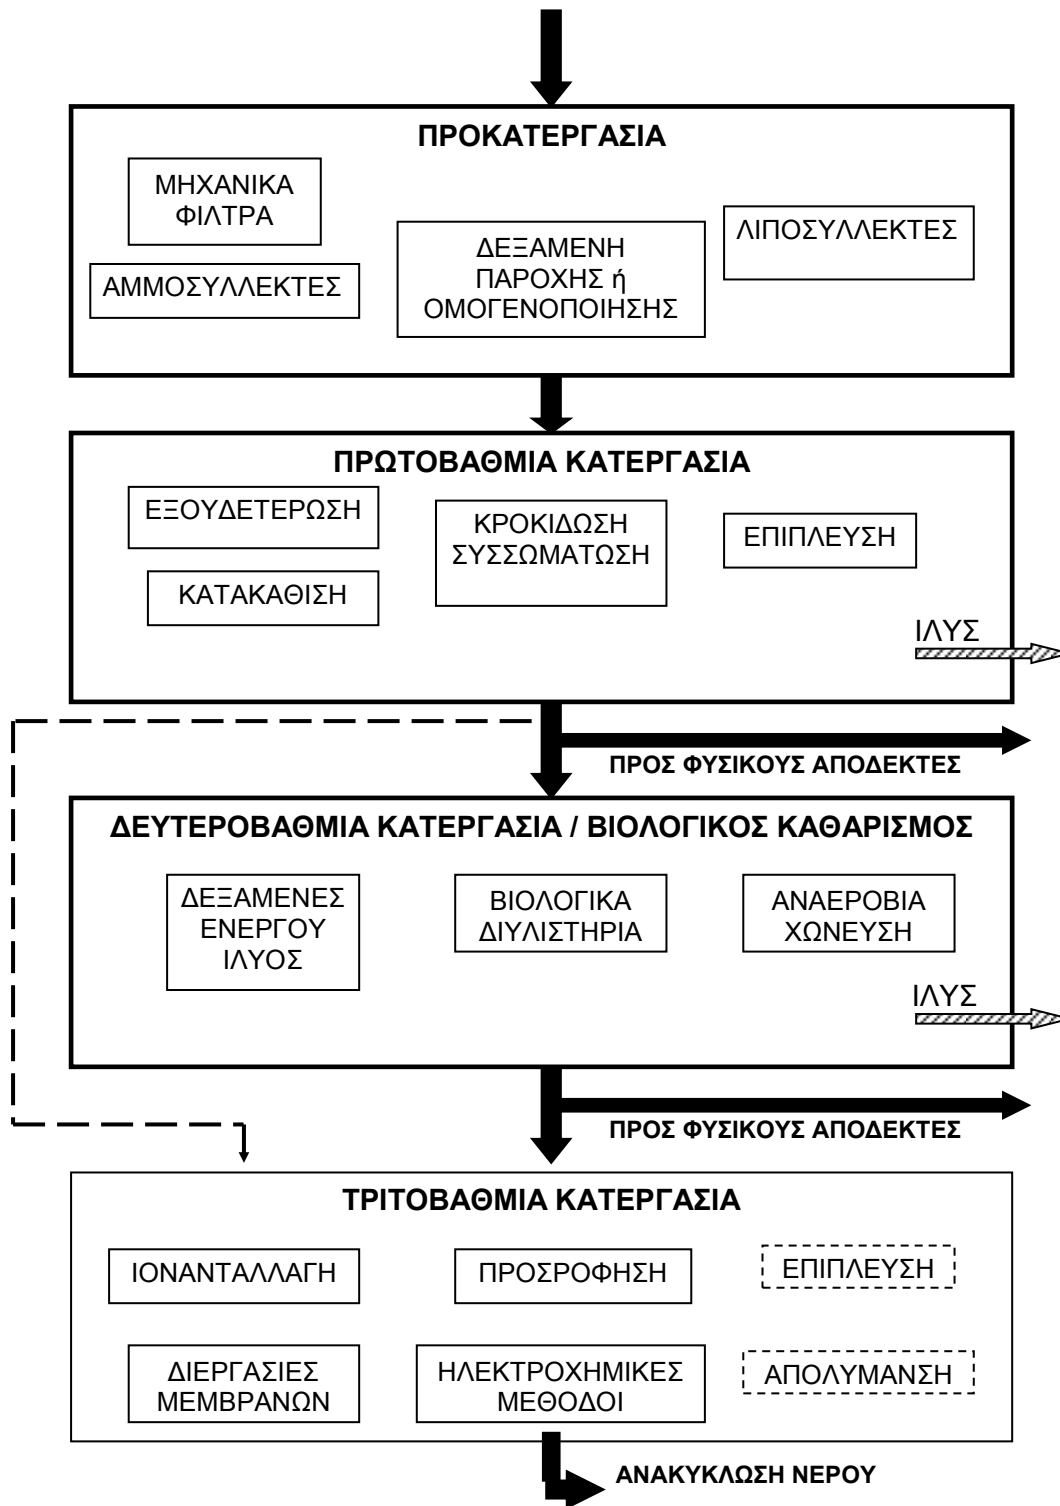 ΠΡΟΚΑΤΕΡΓΑΣΙΑ
ΜΗΧΑΝΙΚΑ
ΦΙΛΤΡΑ
ΑΜΜΟΣΥΛΛΕΚΤΕΣ
ΔΕΞΑΜΕΝΗ
ΠΑΡΟΧΗΣ ή
ΟΜΟΓΕΝΟΠΟΙΗΣΗΣ
ΛΙΠΟΣΥΛΛΕΚΤΕΣ
ΠΡΩΤΟΒΑΘΜΙΑ ΚΑΤΕΡΓΑΣΙΑ
ΕΞΟΥΔΕΤΕΡΩΣΗ
ΚΑΤΑΚΑΘΙΣΗ
ΚΡΟΚΙΔΩΣΗ
ΣΥΣΣΩΜΑΤΩΣΗ
ΕΠΙΠΛΕΥΣΗ
ΙΛΥΣ
ΠΡΟΣ ΦΥΣΙΚΟΥΣ ΑΠΟΔΕΚΤΕΣ
ΔΕΥΤΕΡΟΒΑΘΜΙΑ ΚΑΤΕΡΓΑΣΙΑ / ΒΙΟΛΟΓΙΚΟΣ ΚΑΘΑΡΙΣΜΟΣ
ΔΕΞΑΜΕΝΕΣ
ΕΝΕΡΓΟΥ
ΙΛΥΟΣ
ΒΙΟΛΟΓΙΚΑ
ΔΙΥΛΙΣΤΗΡΙΑ
ΑΝΑΕΡΟΒΙΑ
ΧΩΝΕΥΣΗ
ΙΛΥΣ
ΠΡΟΣ ΦΥΣΙΚΟΥΣ ΑΠΟΔΕΚΤΕΣ
ΤΡΙΤΟΒΑΘΜΙΑ ΚΑΤΕΡΓΑΣΙΑ
ΙΟΝΑΝΤΑΛΛΑΓΗ
ΠΡΟΣΡΟΦΗΣΗ
ΕΠΙΠΛΕΥΣΗ
ΔΙΕΡΓΑΣΙΕΣ
ΜΕΜΒΡΑΝΩΝ
ΗΛΕΚΤΡΟΧΗΜΙΚΕΣ
ΜΕΘΟΔΟΙ
ΑΠΟΛΥΜΑΝΣΗ
ΑΝΑΚΥΚΛΩΣΗ ΝΕΡΟΥ